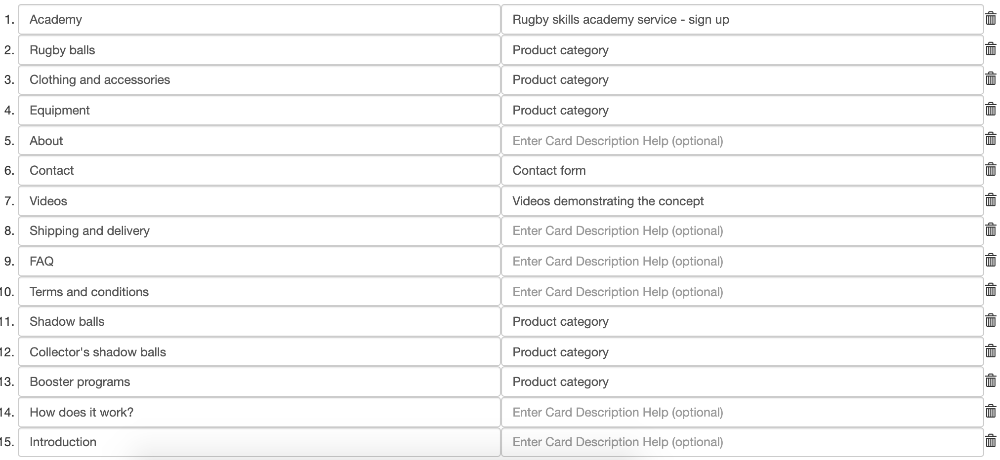 1. Academy Rugby skills academy service - sign up
2. Rugby balls Product category
3. Clothing and accessories Product category
4. Equipment Product category
5. About Enter Card Description Help (optional)
6. Contact Contact form
7. Videos Videos demonstrating the concept
8. Shipping and delivery Enter Card Description Help (optional)
9. FAQ Enter Card Description Help (optional)
10. Terms and conditions Enter Card Description Help (optional)
11. Shadow balls Product category
12. Collector's shadow balls Product category
13. Booster programs Product category
14. How does it work? Enter Card Description Help (optional)
15. Introduction Enter Card Description Help (optional)